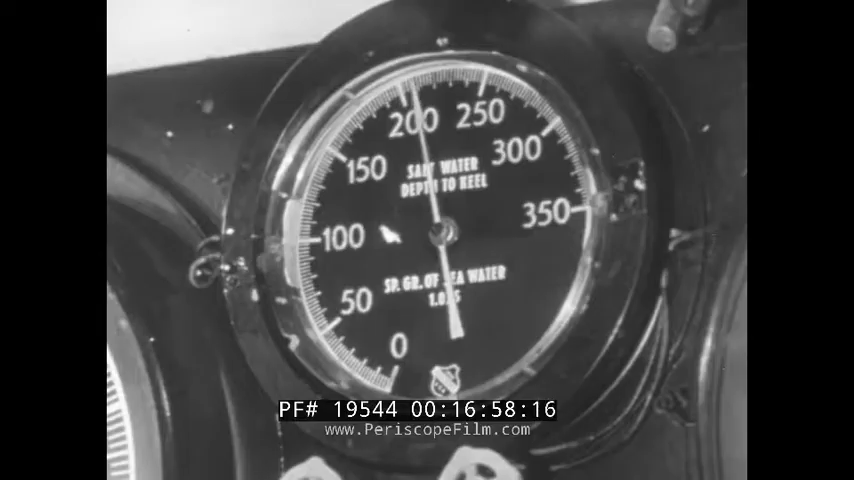 200
250
150
300
SALT WATER
DEPTH TO KEEL
350
100
SP. GR. OF SEA WATER
50
0
PF# 19544 00:16:58:16
www.PeriscopeFilm.com